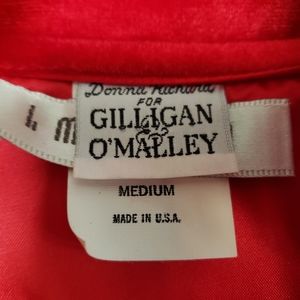 Donna Richard
FOR
GILLIGAN
&
O'MALLEY
MEDIUM
MADE IN U.S.A.